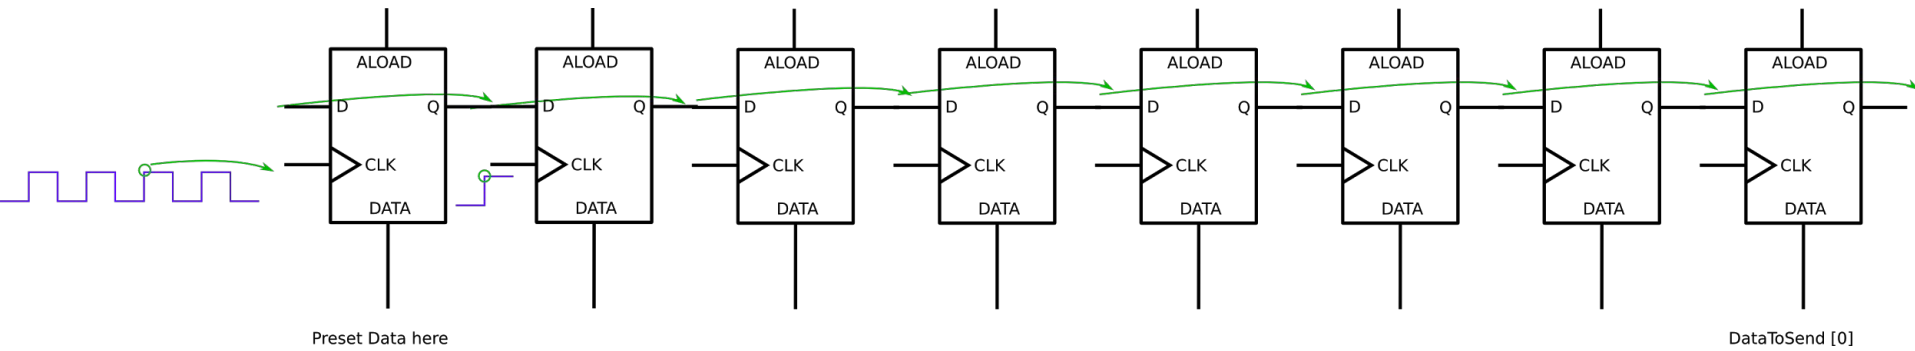 ALOAD ALOAD ALOAD ALOAD ALOAD ALOAD ALOAD ALOAD
D Q D Q D Q D Q D Q D Q D Q D Q
CLK CLK CLK CLK CLK CLK CLK CLK
DATA DATA DATA DATA DATA DATA DATA DATA
Preset Data here DataToSend [0]